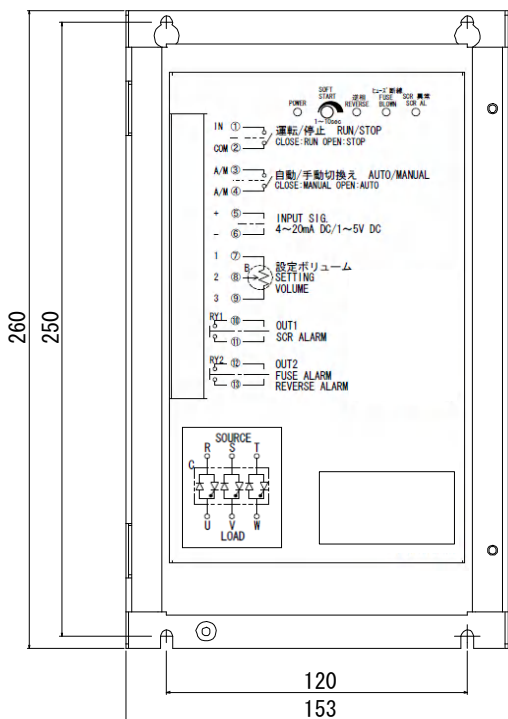 SOFT
START
1～10sec
POWER
逆相
REVERSE
ヒューズ断線
FUSE
BLOWN
SCR 異常
SCR AL
IN ① 運転/停止 RUN/STOP
COM ② CLOSE:RUN OPEN:STOP
A/M ③ 自動/手動切換え AUTO/MANUAL
A/M ④ CLOSE:MANUAL OPEN:AUTO
+ ⑤ INPUT SIG.
− ⑥ 4～20mA DC/1～5V DC
1 ⑦ 設定ボリューム
2 ⑧ B SETTING
3 ⑨ VOLUME
RY1 ⑩ OUT1
⑪ SCR ALARM
RY2 ⑫ OUT2
FUSE ALARM
⑬ REVERSE ALARM
SOURCE
R S T
C
U V W
LOAD
260
250
120
153